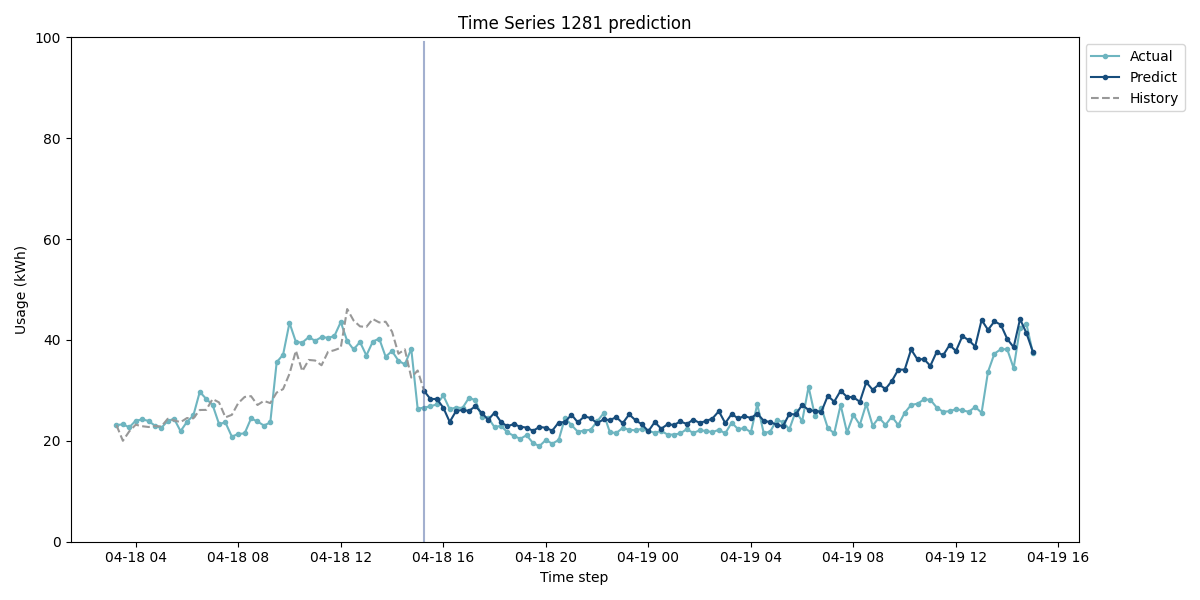 Time Series 1281 prediction
100
80
60
40
20
0
Usage (kWh)
04-18 04
04-18 08
04-18 12
04-18 16
04-18 20
04-19 00
04-19 04
04-19 08
04-19 12
04-19 16
Time step
Actual
Predict
History